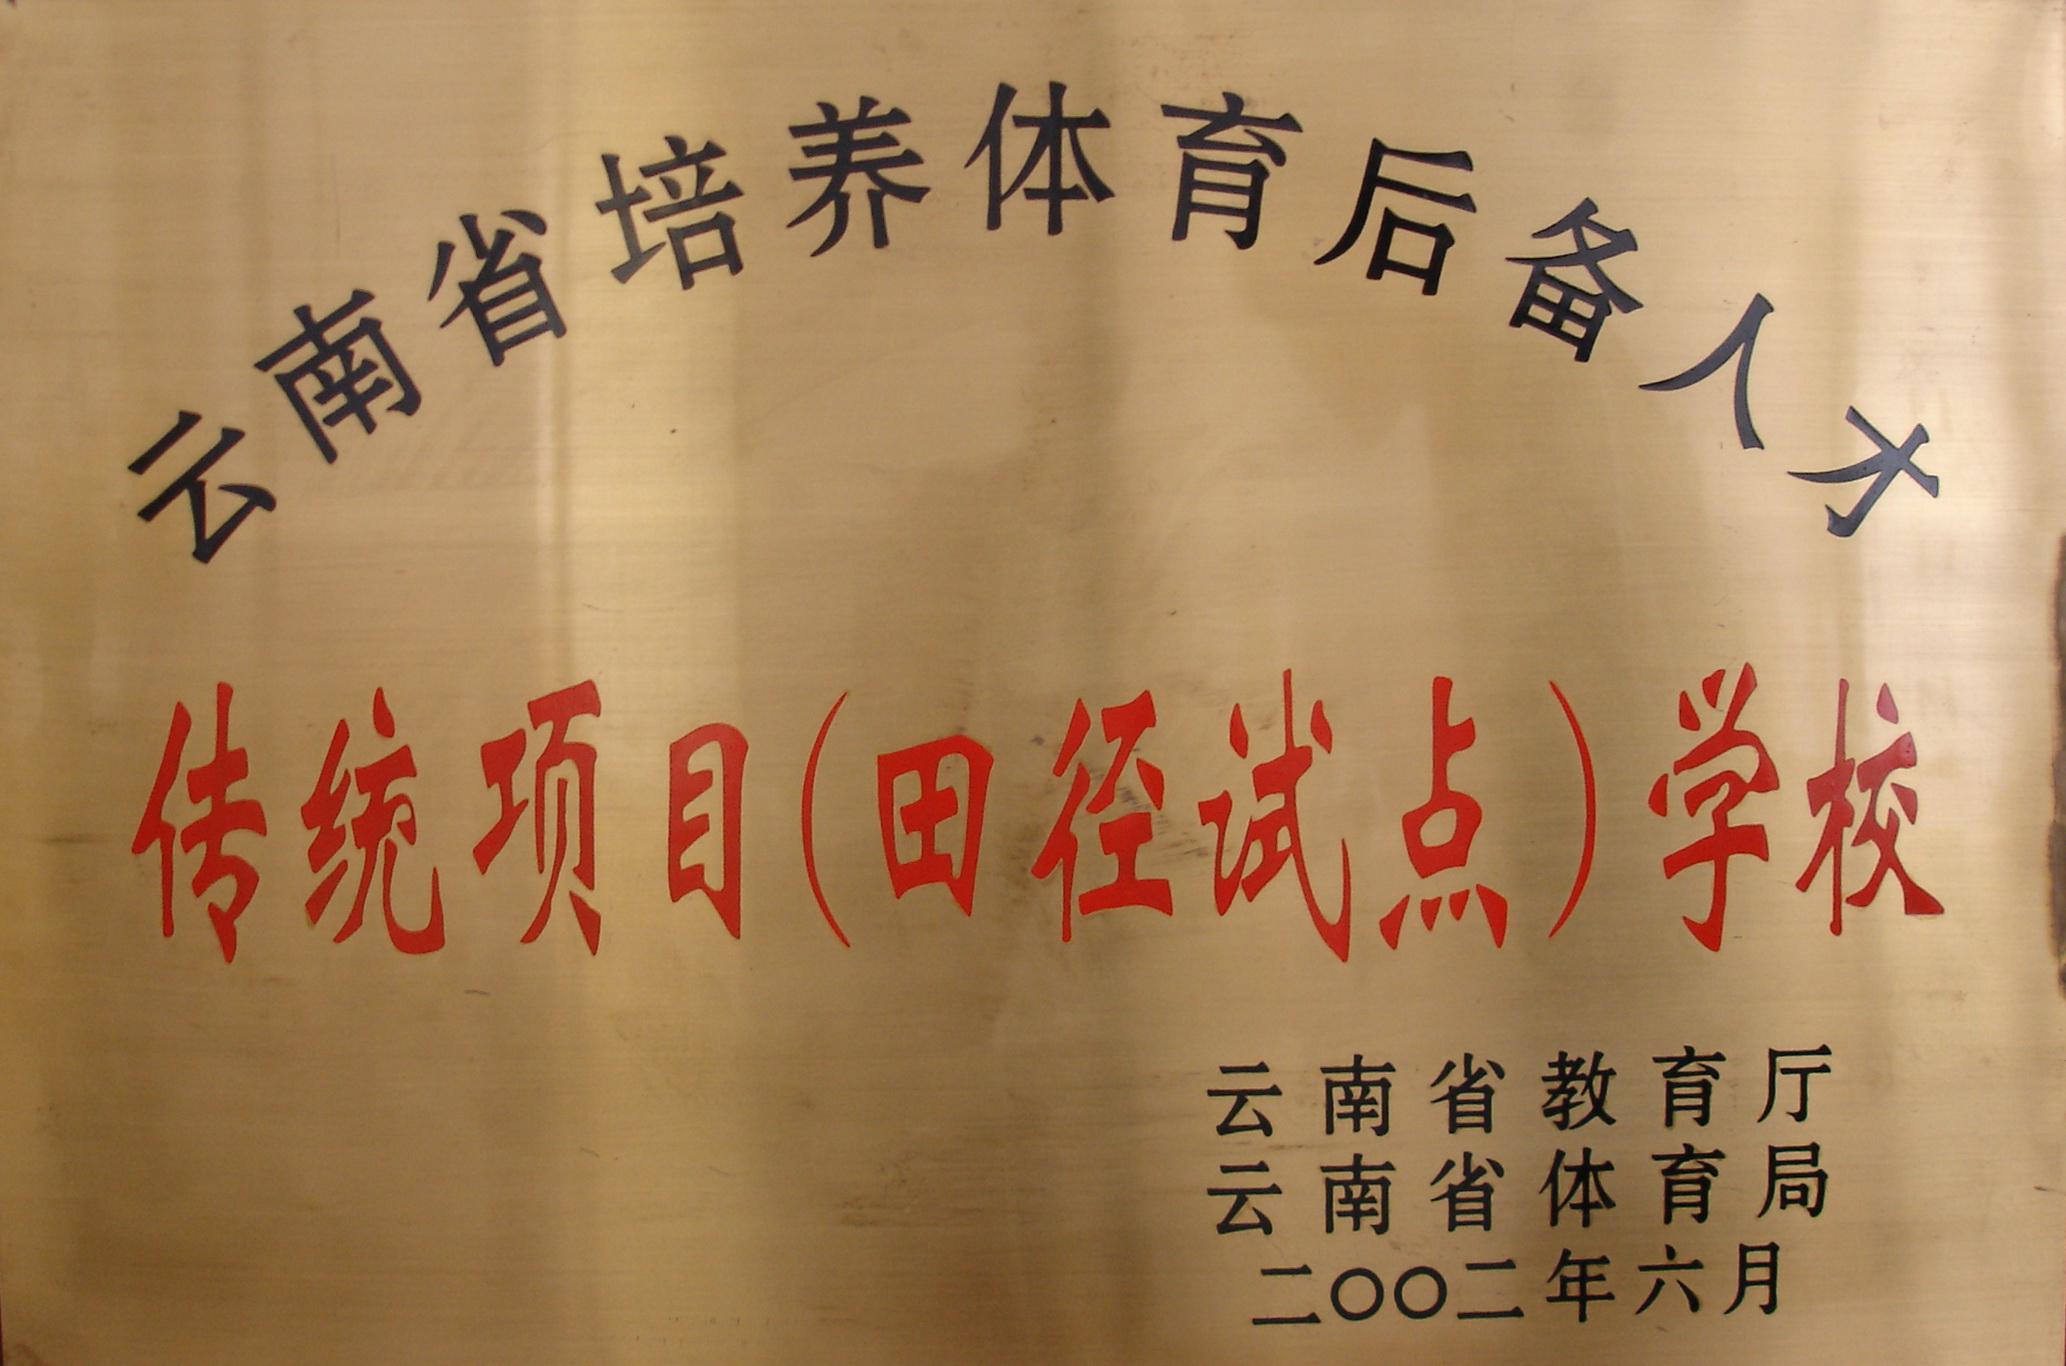 云南省培养体育后备人才
传统项目(田径试点)学校
云南省教育厅
云南省体育局
二〇〇二年六月